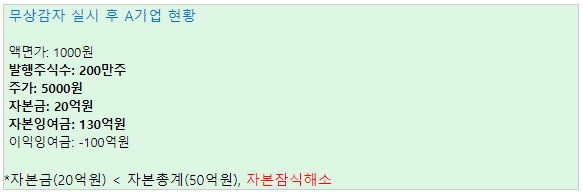 무상감자 실시 후 A기업 현황
액면가: 1000원
발행주식수: 200만주
주가: 5000원
자본금: 20억원
자본잉여금: 130억원
이익잉여금: -100억원
*자본금(20억원) < 자본총계(50억원), 자본잠식해소